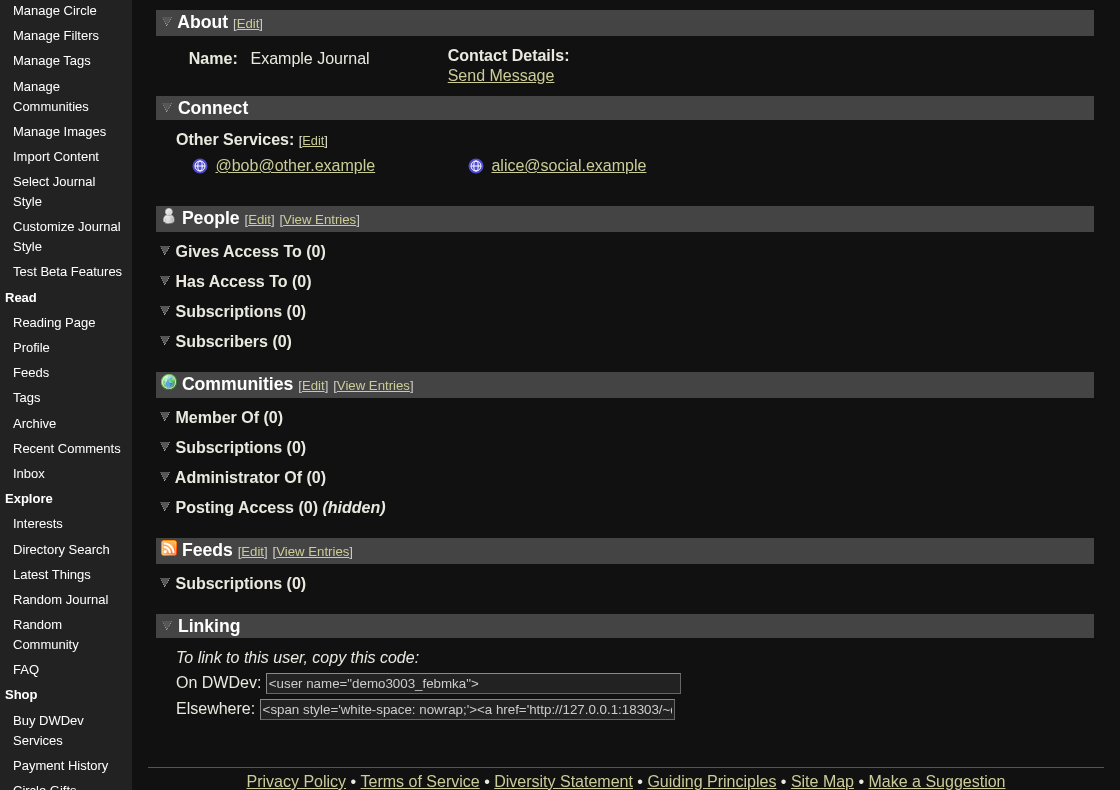 Manage Circle
Manage Filters
Manage Tags
Manage
Communities
Manage Images
Import Content
Select Journal
Style
Customize Journal
Style
Test Beta Features
Read
Reading Page
Profile
Feeds
Tags
Archive
Recent Comments
Inbox
Explore
Interests
Directory Search
Latest Things
Random Journal
Random
Community
FAQ
Shop
Buy DWDev
Services
Payment History
Circle Gifts
About [Edit]
Name: Example Journal
Contact Details:
Send Message
Connect
Other Services: [Edit]
@bob@other.example
alice@social.example
People [Edit] [View Entries]
Gives Access To (0)
Has Access To (0)
Subscriptions (0)
Subscribers (0)
Communities [Edit] [View Entries]
Member Of (0)
Subscriptions (0)
Administrator Of (0)
Posting Access (0) (hidden)
Feeds [Edit] [View Entries]
Subscriptions (0)
Linking
To link to this user, copy this code:
On DWDev: <user name="demo3003_febmka">
Elsewhere: <span style='white-space: nowrap;'><a href='http://127.0.0.1:18303/~
Privacy Policy • Terms of Service • Diversity Statement • Guiding Principles • Site Map • Make a Suggestion